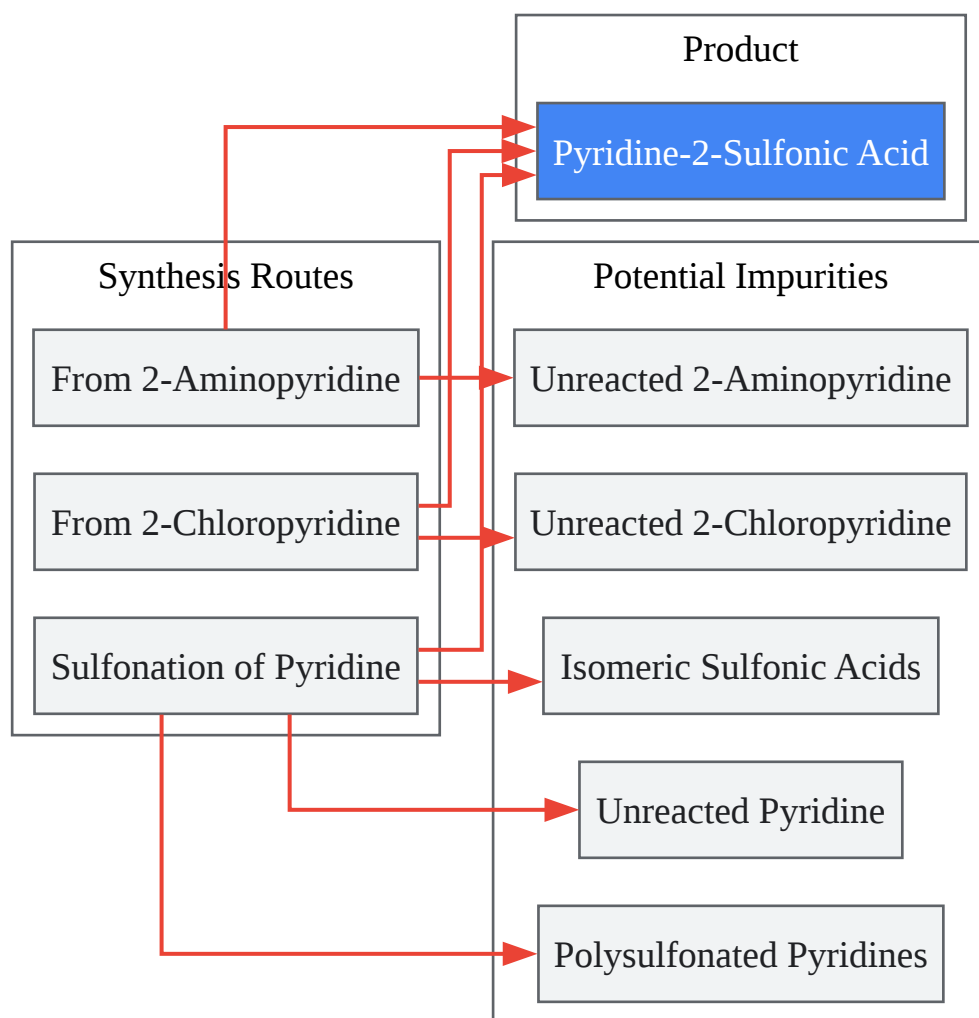 Product
Pyridine-2-Sulfonic Acid
Synthesis Routes
From 2-Aminopyridine
From 2-Chloropyridine
Sulfonation of Pyridine
Potential Impurities
Unreacted 2-Aminopyridine
Unreacted 2-Chloropyridine
Isomeric Sulfonic Acids
Unreacted Pyridine
Polysulfonated Pyridines